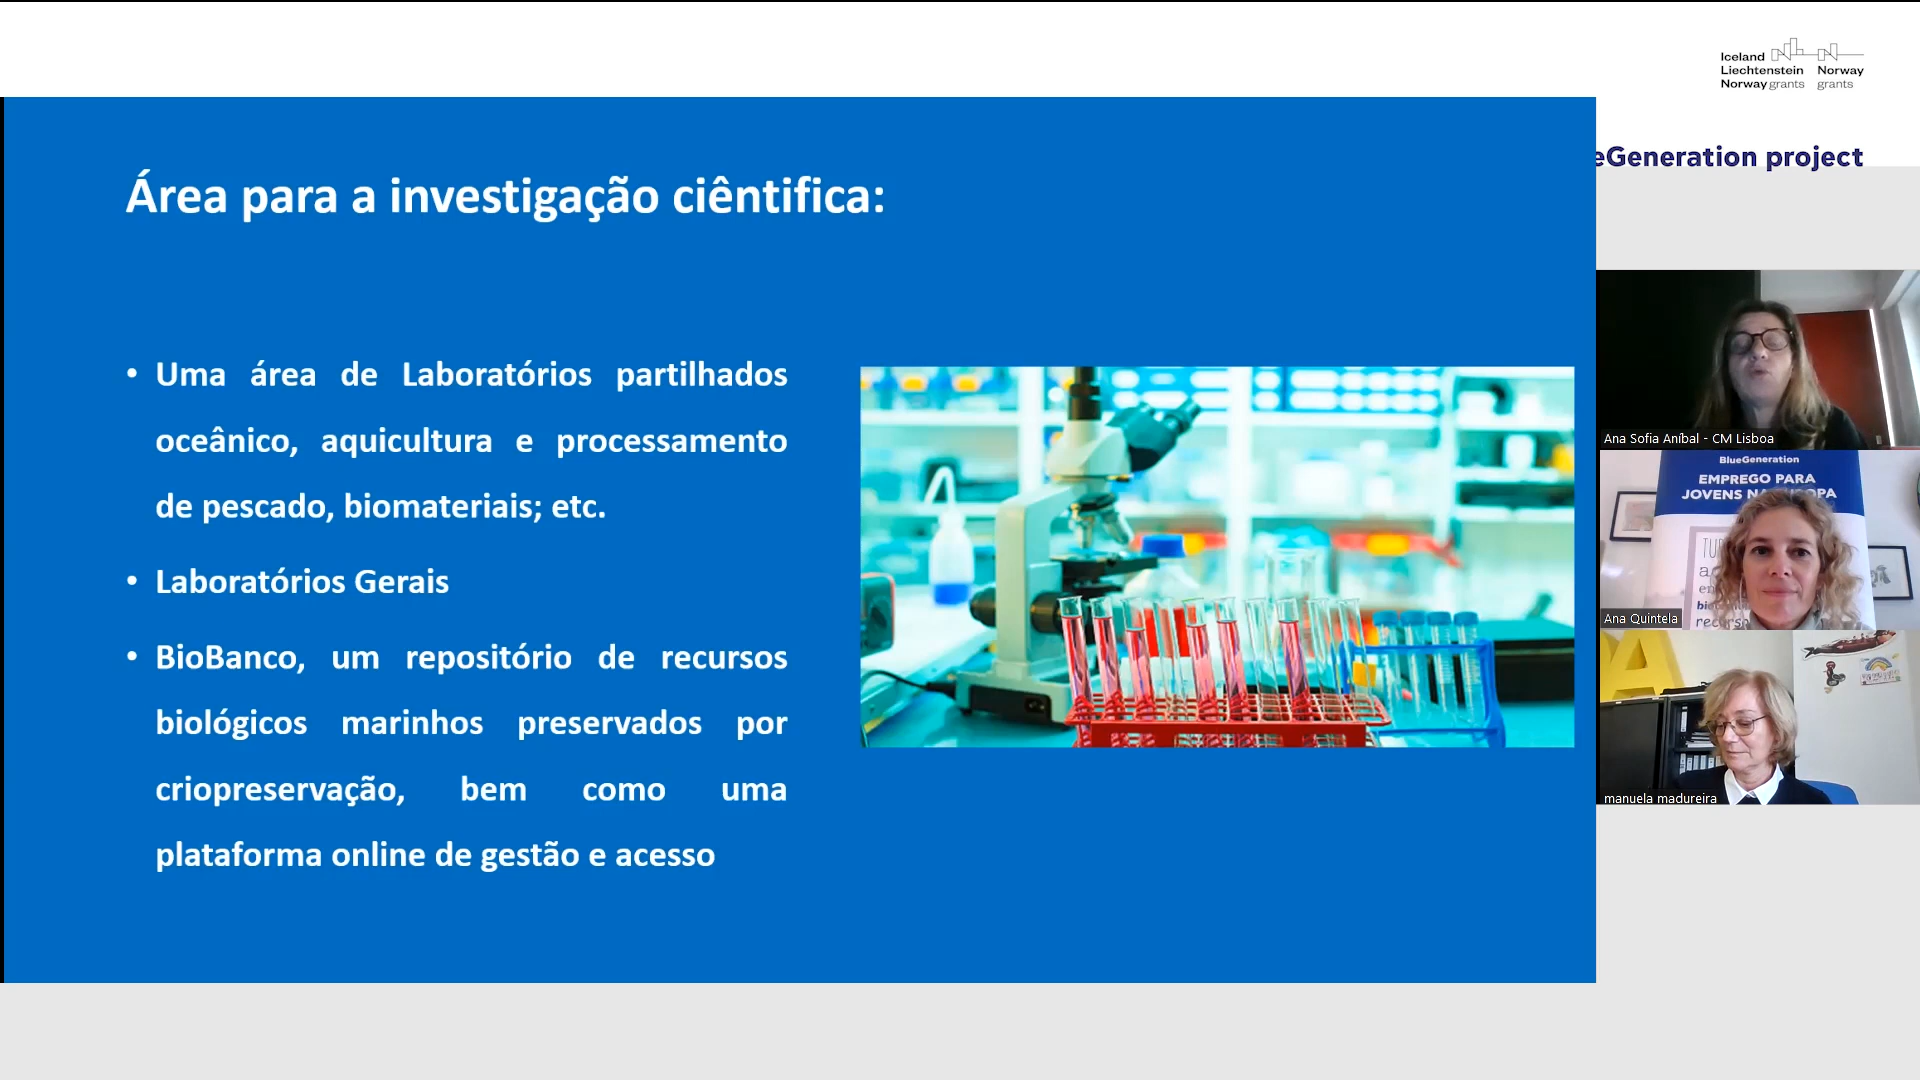 Iceland
Liechtenstein Norway
Norway grants grants
eGeneration project
Área para a investigação ciêntifica:
• Uma área de Laboratórios partilhados
oceânico, aquicultura e processamento
de pescado, biomateriais; etc.
• Laboratórios Gerais
• BioBanco, um repositório de recursos
biológicos marinhos preservados por
criopreservação, bem como uma
plataforma online de gestão e acesso
Ana Sofia Aníbal - CM Lisboa
BlueGeneration
EMPREGO PARA
JOVENS
Ana Quintela
manuela madureira